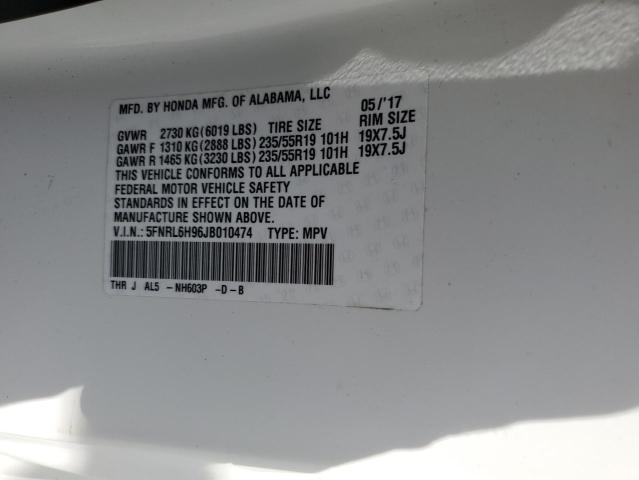 MFD. BY HONDA MFG. OF ALABAMA, LLC 05/'17
GVWR 2730 KG(6019 LBS) TIRE SIZE RIM SIZE
GAWR F 1310 KG(2888 LBS) 235/55R19 101H 19X7.5J
GAWR R 1465 KG(3230 LBS) 235/55R19 101H 19X7.5J
THIS VEHICLE CONFORMS TO ALL APPLICABLE
FEDERAL MOTOR VEHICLE SAFETY
STANDARDS IN EFFECT ON THE DATE OF
MANUFACTURE SHOWN ABOVE.
V.I.N.: 5FNRL6H96JB010474 TYPE: MPV
THR J AL5 -NH603P -D-B